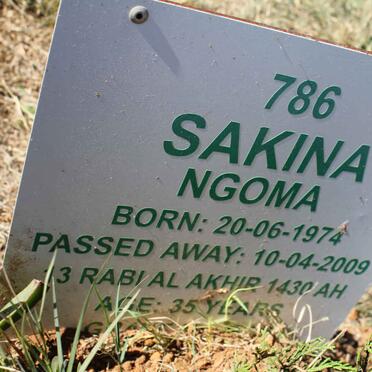 786
SAKINA
NGOMA
BORN: 20-06-1974
PASSED AWAY: 10-04-2009
3 RABI AL AKHIR 1430 AH
AGE: 35 YEARS